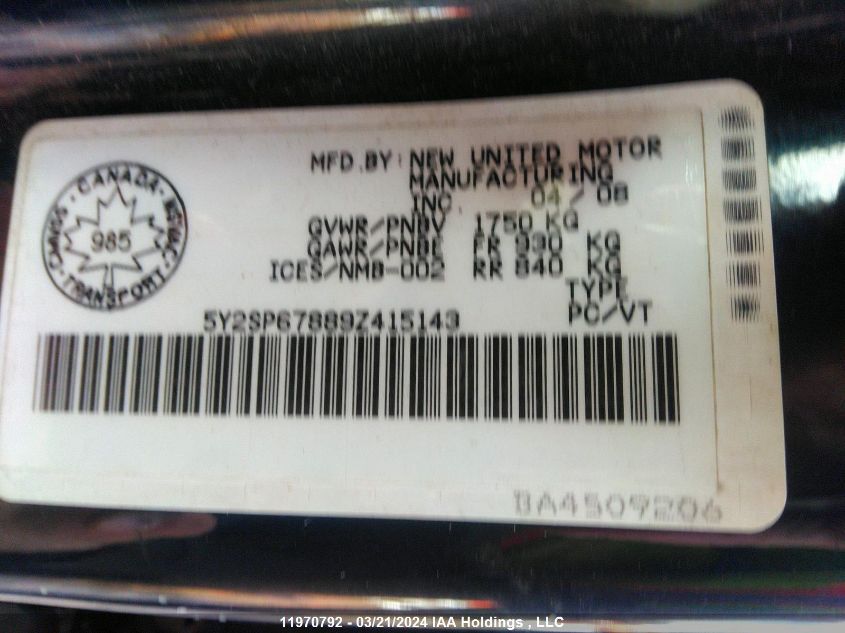 CANADA
CMVSS · NSVAC
985
TRANSPORT
MFD.BY: NEW UNITED MOTOR
MANUFACTURING
INC 04/08
GVWR/PNBV 1750 KG
GAWR/PNBE FR 930 KG
ICES/NMB-002 RR 840 KG
TYPE
5Y2SP67889Z415143 PC/VT
BA4509206
11970792 - 03/21/2024 IAA Holdings , LLC